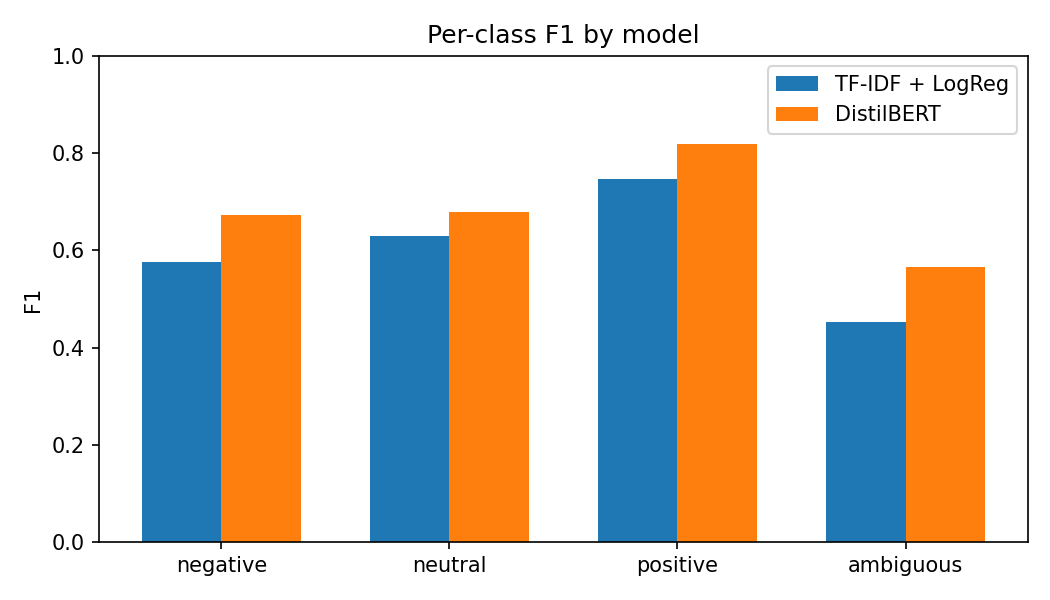 Per-class F1 by model
TF-IDF + LogReg
DistilBERT
F1
1.0
0.8
0.6
0.4
0.2
0.0
negative
neutral
positive
ambiguous